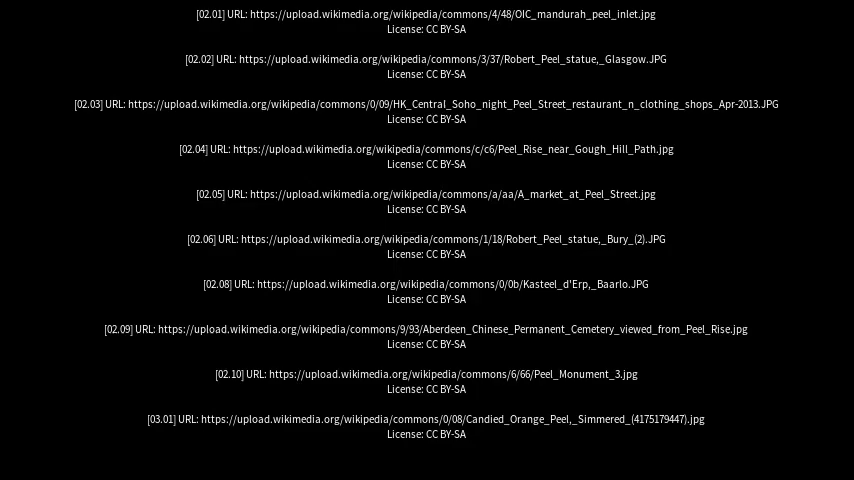 [02.01] URL: https://upload.wikimedia.org/wikipedia/commons/4/48/OIC_mandurah_peel_inlet.jpg
License: CC BY-SA
[02.02] URL: https://upload.wikimedia.org/wikipedia/commons/3/37/Robert_Peel_statue,_Glasgow.JPG
License: CC BY-SA
[02.03] URL: https://upload.wikimedia.org/wikipedia/commons/0/09/HK_Central_Soho_night_Peel_Street_restaurant_n_clothing_shops_Apr-2013.JPG
License: CC BY-SA
[02.04] URL: https://upload.wikimedia.org/wikipedia/commons/c/c6/Peel_Rise_near_Gough_Hill_Path.jpg
License: CC BY-SA
[02.05] URL: https://upload.wikimedia.org/wikipedia/commons/a/aa/A_market_at_Peel_Street.jpg
License: CC BY-SA
[02.06] URL: https://upload.wikimedia.org/wikipedia/commons/1/18/Robert_Peel_statue,_Bury_(2).JPG
License: CC BY-SA
[02.08] URL: https://upload.wikimedia.org/wikipedia/commons/0/0b/Kasteel_d'Erp,_Baarlo.JPG
License: CC BY-SA
[02.09] URL: https://upload.wikimedia.org/wikipedia/commons/9/93/Aberdeen_Chinese_Permanent_Cemetery_viewed_from_Peel_Rise.jpg
License: CC BY-SA
[02.10] URL: https://upload.wikimedia.org/wikipedia/commons/6/66/Peel_Monument_3.jpg
License: CC BY-SA
[03.01] URL: https://upload.wikimedia.org/wikipedia/commons/0/08/Candied_Orange_Peel,_Simmered_(4175179447).jpg
License: CC BY-SA